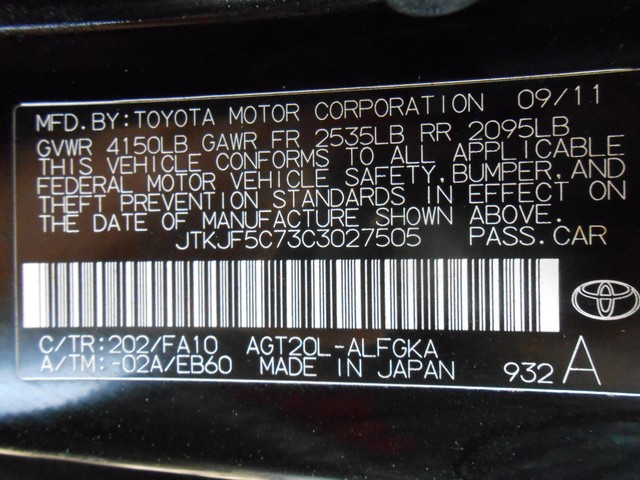 MFD.BY:TOYOTA MOTOR CORPORATION 09/11
GVWR 4150LB GAWR FR 2535LB RR 2095LB
THIS VEHICLE CONFORMS TO ALL APPLICABLE
FEDERAL MOTOR VEHICLE SAFETY,BUMPER,AND
THEFT PREVENTION STANDARDS IN EFFECT ON
THE DATE OF MANUFACTURE SHOWN ABOVE.
JTKJF5C73C3027505 PASS.CAR
C/TR:202/FA10 AGT20L-ALFGKA
A/TM:-02A/EB60 MADE IN JAPAN 932 A